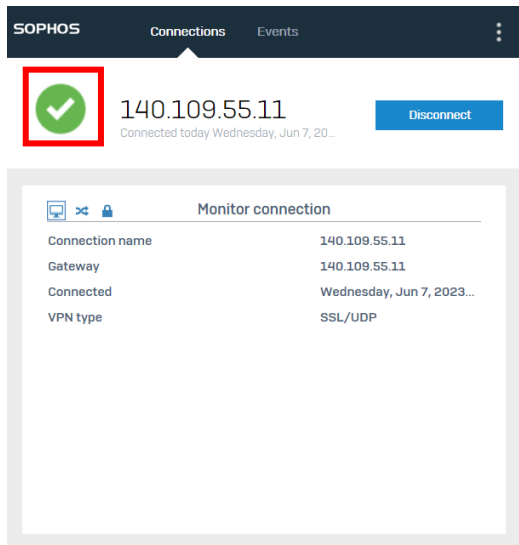 SOPHOS Connections Events
140.109.55.11 Disconnect
Connected today Wednesday, Jun 7, 20...
Monitor connection
Connection name 140.109.55.11
Gateway 140.109.55.11
Connected Wednesday, Jun 7, 2023...
VPN type SSL/UDP